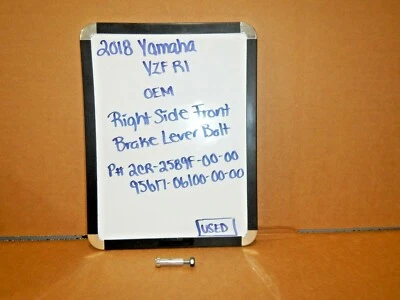 2018 Yamaha
YZF R1
OEM
Right Side Front
Brake Lever Bolt
P# 2CR-2589F-00-00
95617-06100-00-00
USED